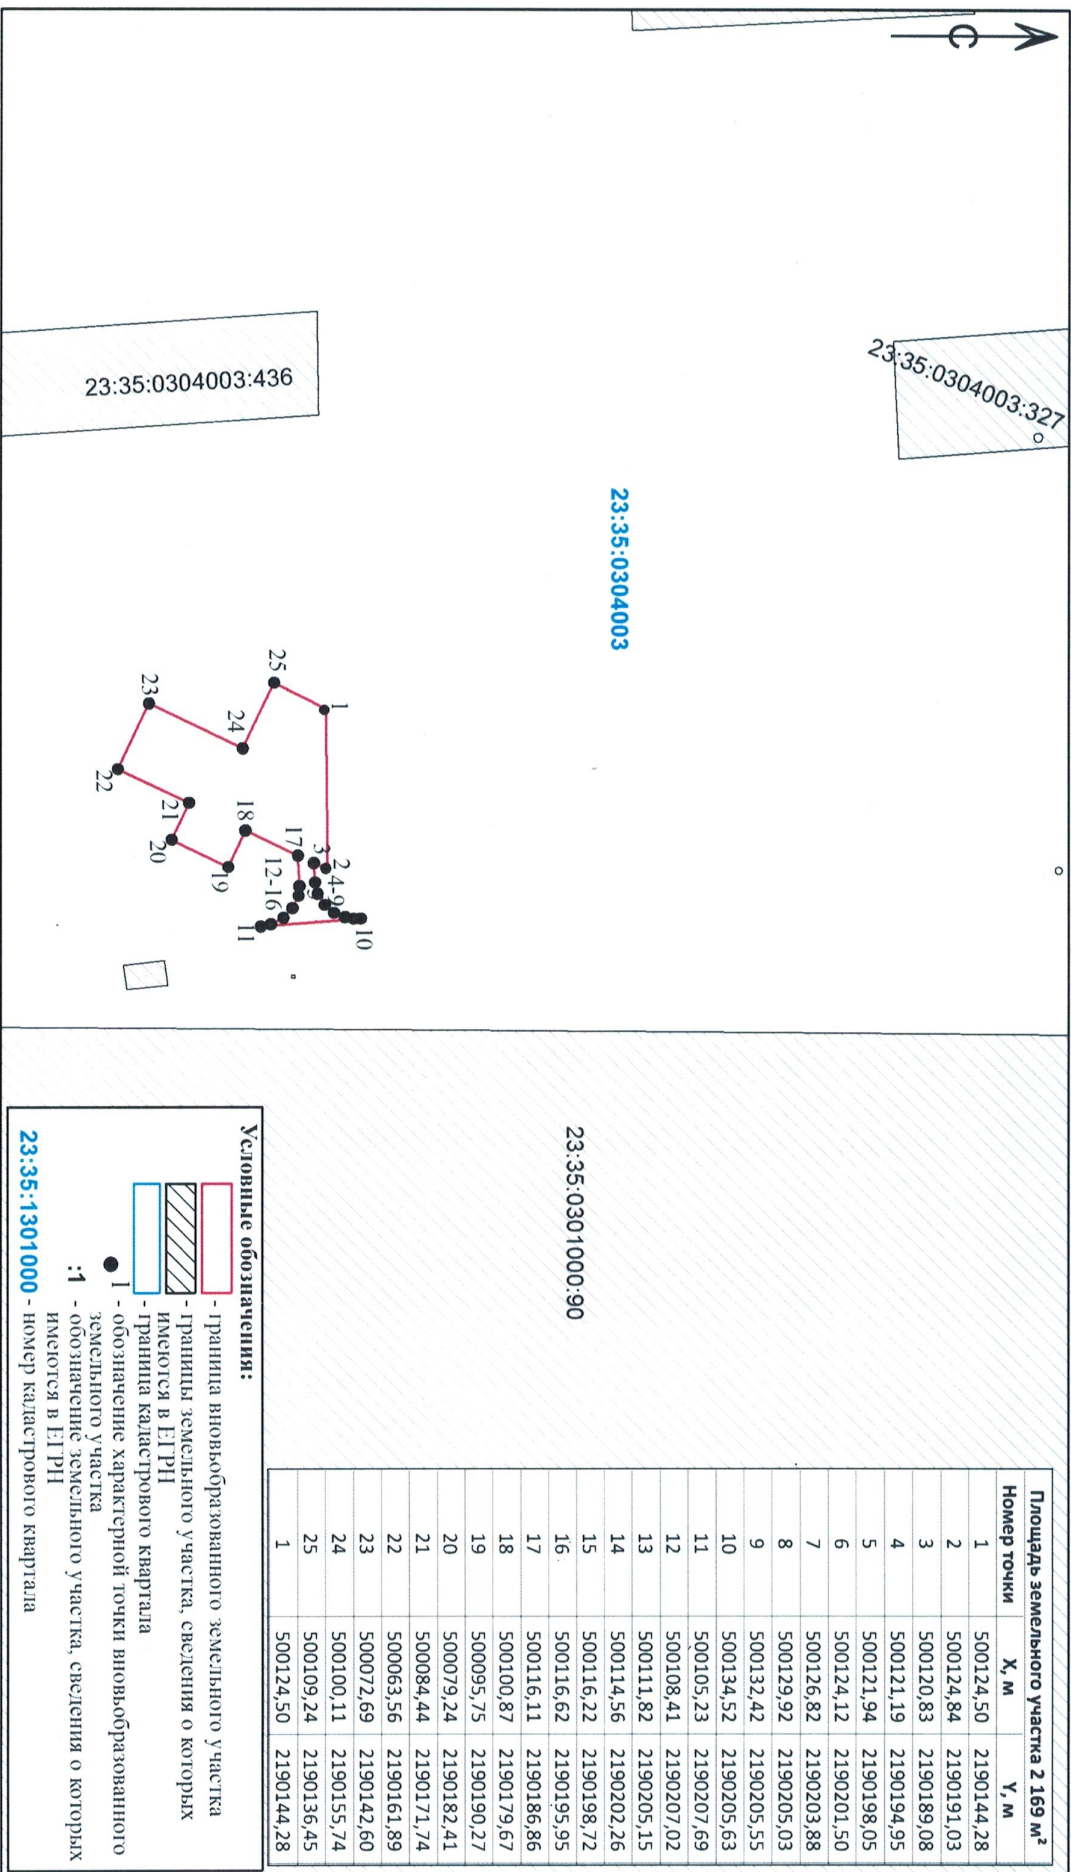 С
23:35:0304003:327
23:35:0304003:436
23:35:0304003
23:35:0301000:90
1
2
3
4-9
10
11
12-16
17
18
19
20
21
22
23
24
25
Площадь земельного участка 2 169 м²
Номер точки X, м Y, м
1 500124,50 2190144,28
2 500124,84 2190191,03
3 500120,83 2190189,08
4 500121,19 2190194,95
5 500121,94 2190198,05
6 500124,12 2190201,50
7 500126,82 2190203,88
8 500129,92 2190205,03
9 500132,42 2190205,55
10 500134,52 2190205,63
11 500105,23 2190207,69
12 500108,41 2190207,02
13 500111,82 2190205,15
14 500114,56 2190202,26
15 500116,22 2190198,72
16 500116,62 2190195,95
17 500116,11 2190186,86
18 500100,87 2190179,67
19 500095,75 2190190,27
20 500079,24 2190182,41
21 500084,44 2190171,74
22 500063,56 2190161,89
23 500072,69 2190142,60
24 500100,11 2190155,74
25 500109,24 2190136,45
1 500124,50 2190144,28
Условные обозначения:
- граница вновьобразованного земельного участка
- границы земельного участка, сведения о которых
имеются в ЕГРН
- граница кадастрового квартала
1 - обозначение характерной точки вновьобразованного
земельного участка
:1 - обозначение земельного участка, сведения о которых
имеются в ЕГРН
23:35:1301000 - номер кадастрового квартала